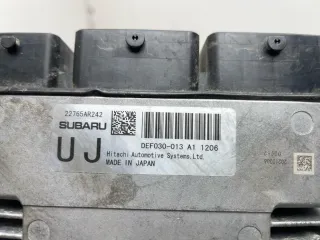 22765AR242
SUBARU
UJ
DEF030-013 A1 1206
Hitachi Automotive Systems,Ltd.
MADE IN JAPAN